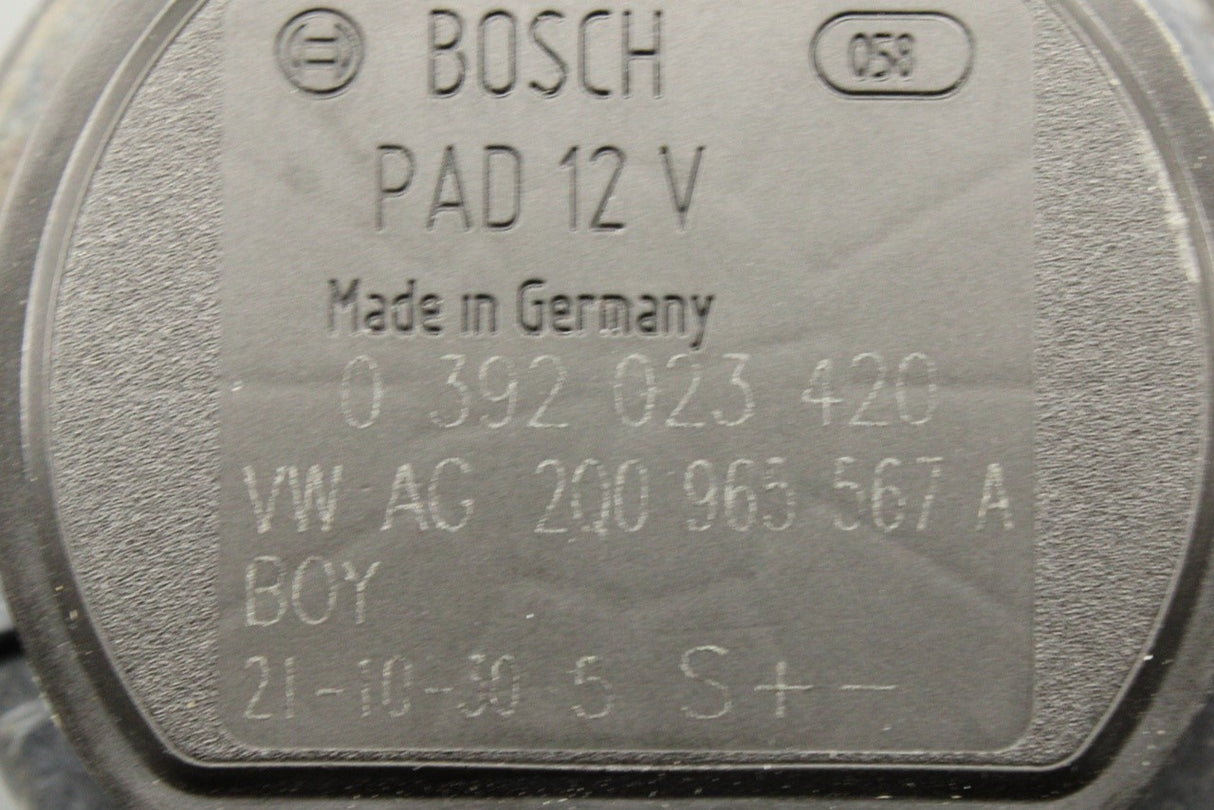 BOSCH 058
PAD 12 V
Made in Germany
0 392 023 420
VW AG 2Q0 965 567 A
BOY
21-10-30 5 S + -